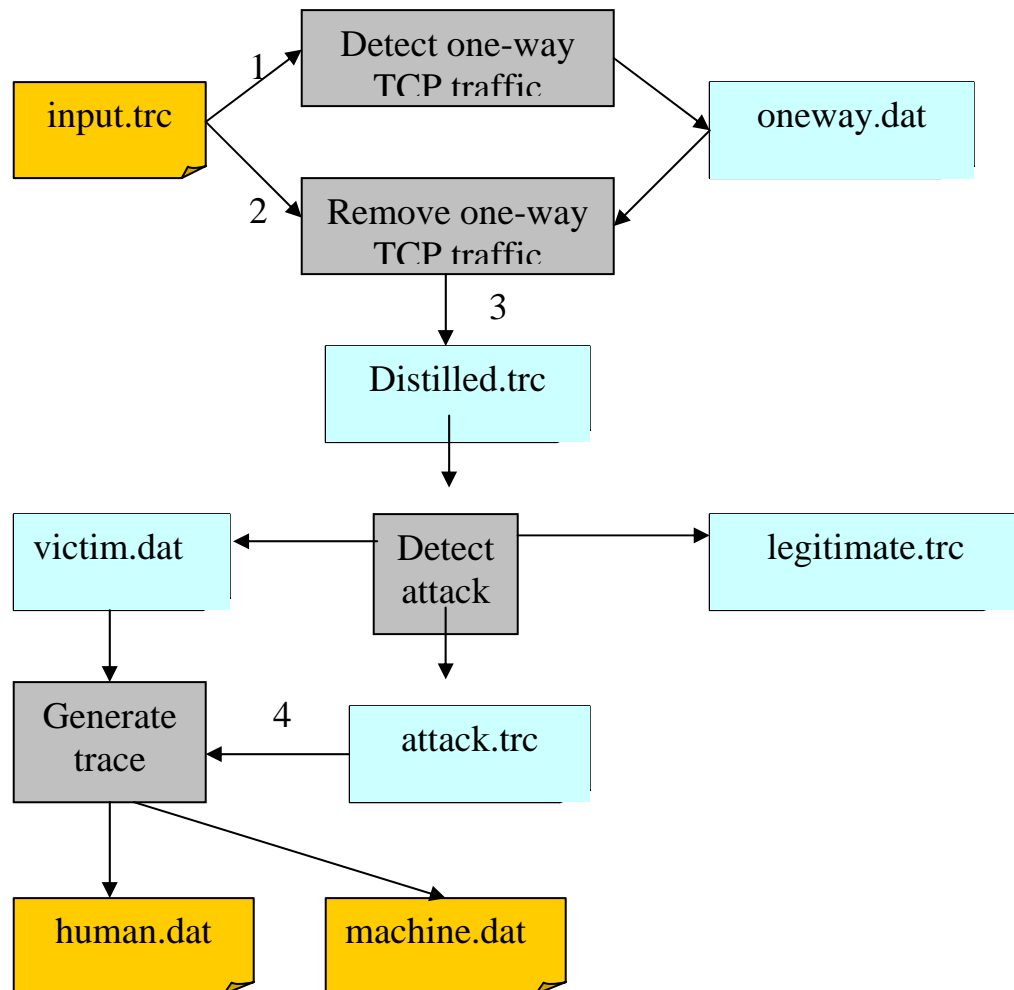 Detect one-way
TCP traffic
1
input.trc
oneway.dat
2
Remove one-way
TCP traffic
3
Distilled.trc
victim.dat
Detect
attack
legitimate.trc
Generate
trace
4
attack.trc
human.dat
machine.dat